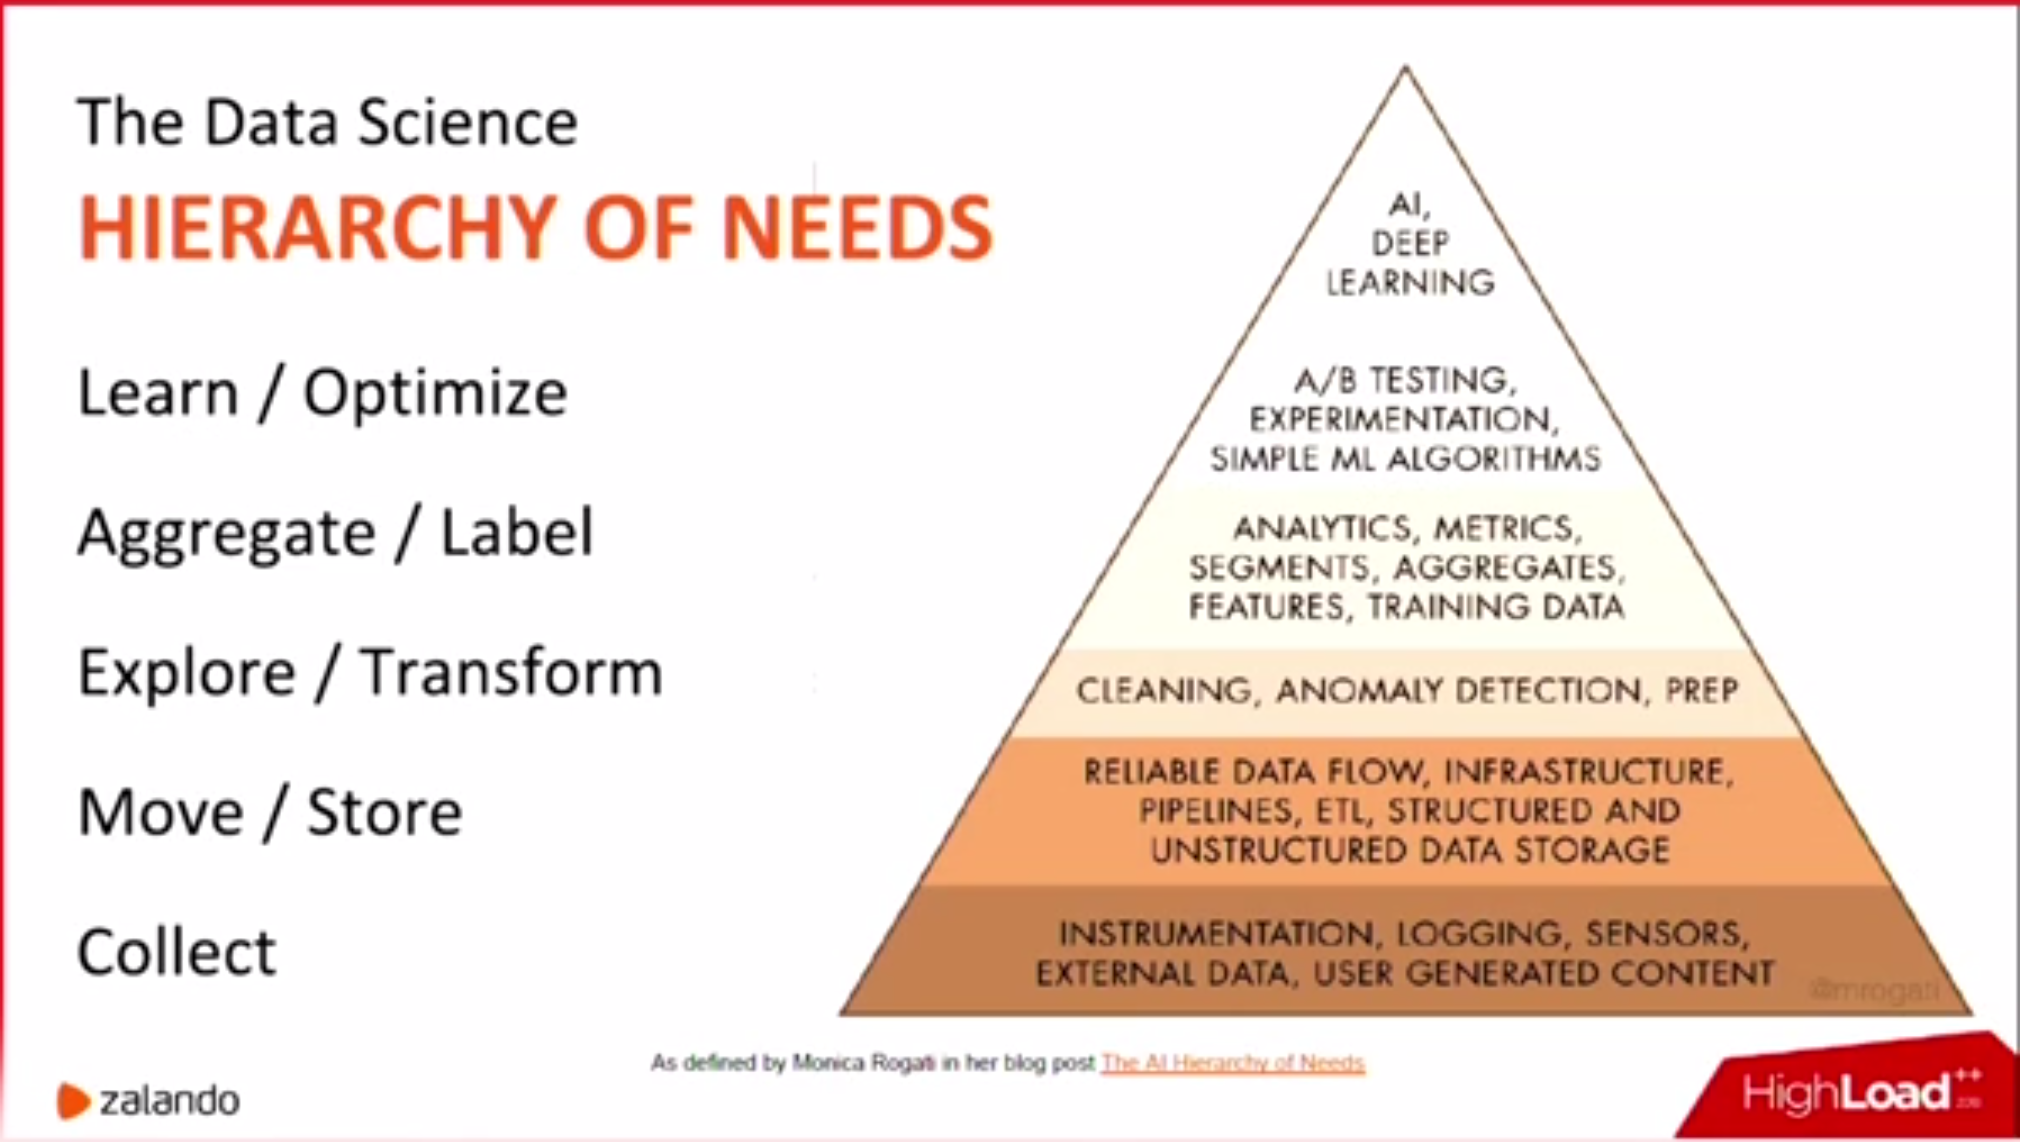 The Data Science
HIERARCHY OF NEEDS
Learn / Optimize
Aggregate / Label
Explore / Transform
Move / Store
Collect
AI,
DEEP
LEARNING
A/B TESTING,
EXPERIMENTATION,
SIMPLE ML ALGORITHMS
ANALYTICS, METRICS,
SEGMENTS, AGGREGATES,
FEATURES, TRAINING DATA
CLEANING, ANOMALY DETECTION, PREP
RELIABLE DATA FLOW, INFRASTRUCTURE,
PIPELINES, ETL, STRUCTURED AND
UNSTRUCTURED DATA STORAGE
INSTRUMENTATION, LOGGING, SENSORS,
EXTERNAL DATA, USER GENERATED CONTENT
@mrogati
As defined by Monica Rogati in her blog post The AI Hierarchy of Needs
zalando
HighLoad++